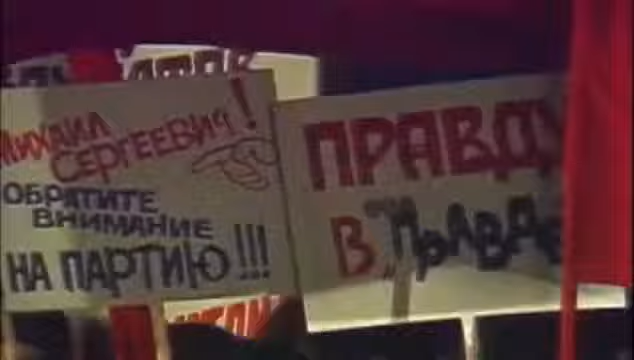 МИХАИЛ
СЕРГЕЕВИЧ!
ОБРАТИТЕ
ВНИМАНИЕ
НА ПАРТИЮ!!!
ПРАВДУ
В „ПРАВДЕ